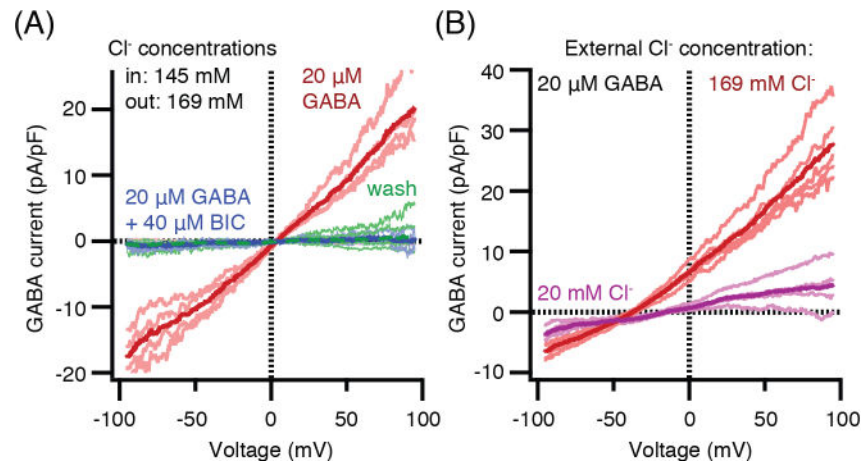 (A)
Cl⁻ concentrations
in: 145 mM
out: 169 mM
20 μM
GABA
20 μM GABA
+ 40 μM BIC
wash
GABA current (pA/pF)
20
10
0
-10
-20
-100
-50
0
50
100
Voltage (mV)
(B)
External Cl⁻ concentration:
20 μM GABA
169 mM Cl⁻
20 mM Cl⁻
GABA current (pA/pF)
40
30
20
10
0
-10
-100
-50
0
50
100
Voltage (mV)